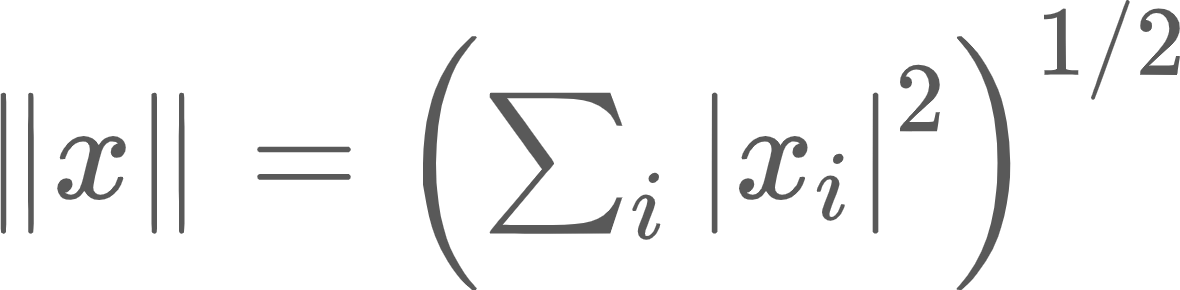 ‖x‖ = (∑ᵢ |xᵢ|²)^{1/2}